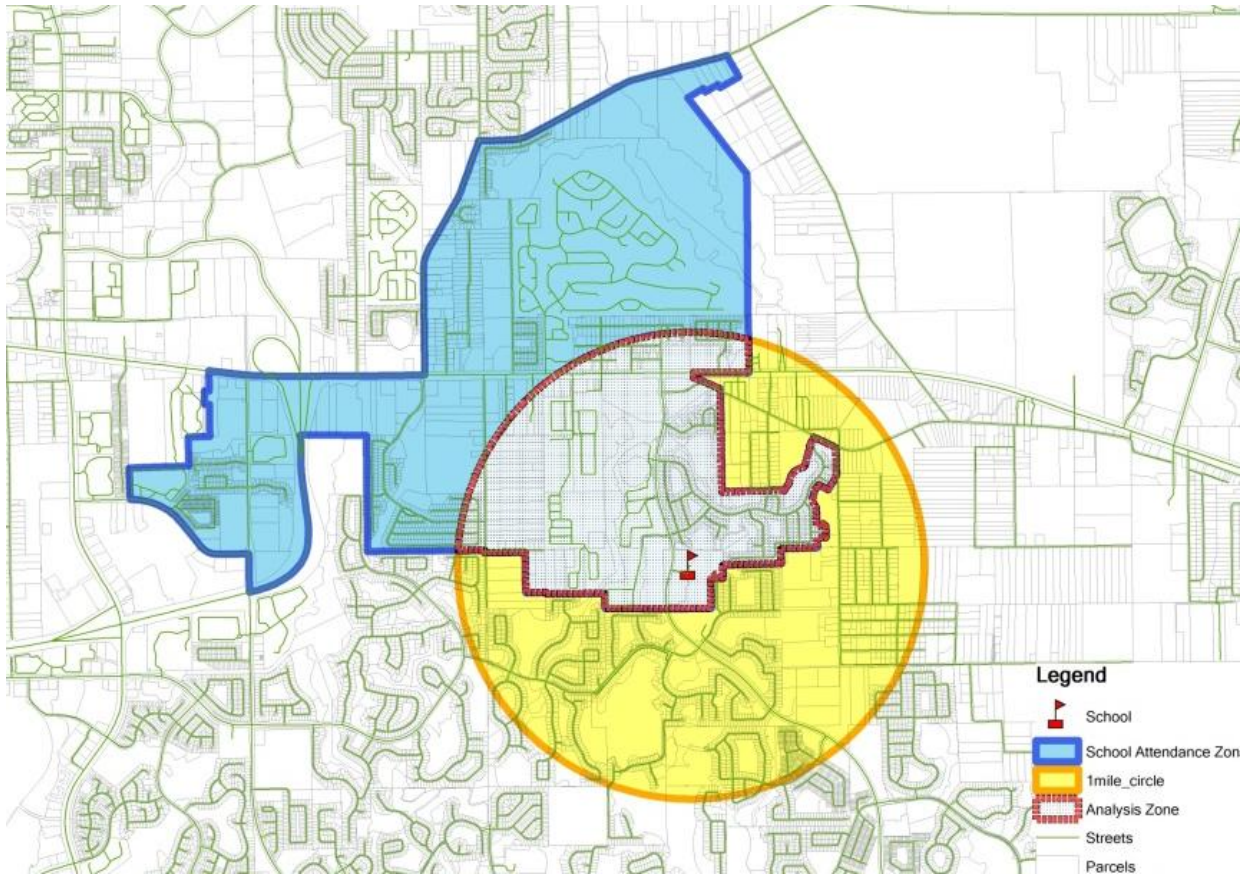 Legend
School
School Attendance Zon
1mile_circle
Analysis Zone
Streets
Parcels